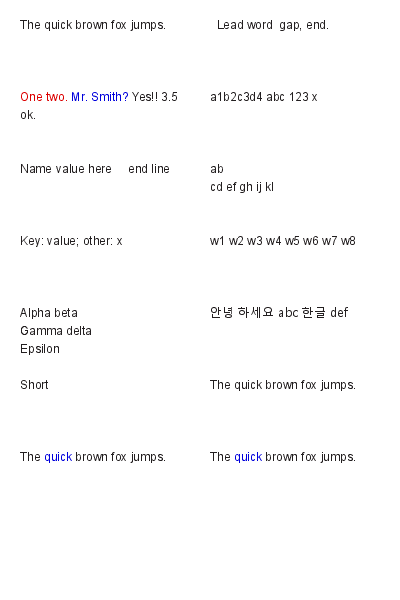 The quick brown fox jumps.
Lead word  gap, end.
One two. Mr. Smith? Yes!! 3.5
ok.
a1b2c3d4 abc 123 x
Name value here     end line
ab
cd ef gh ij kl
Key: value; other: x
w1 w2 w3 w4 w5 w6 w7 w8
Alpha beta
Gamma delta
Epsilon
안녕 하세요 abc 한글 def
Short
The quick brown fox jumps.
The quick brown fox jumps.
The quick brown fox jumps.